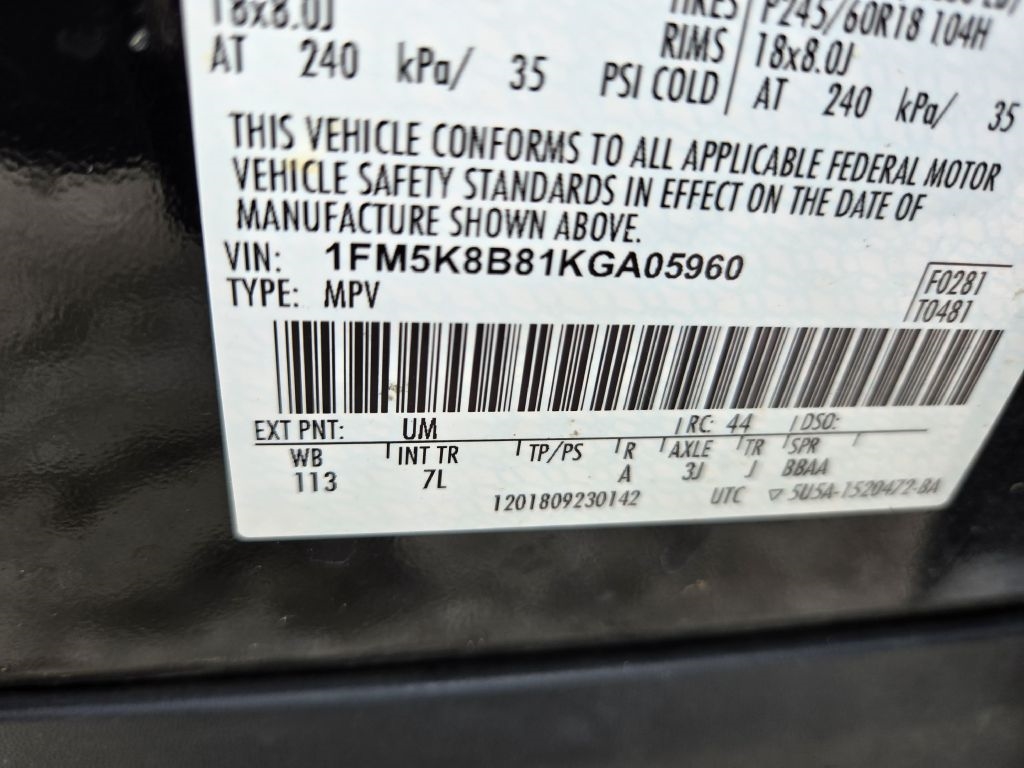 18x8.0J
AT 240 kPa/ 35 PSI COLD
TIRES P245/60R18 104H
RIMS 18x8.0J
AT 240 kPa/ 35
THIS VEHICLE CONFORMS TO ALL APPLICABLE FEDERAL MOTOR
VEHICLE SAFETY STANDARDS IN EFFECT ON THE DATE OF
MANUFACTURE SHOWN ABOVE.
VIN: 1FM5K8B81KGA05960
TYPE: MPV
F0281
T0481
EXT PNT: UM RC: 44 DSO:
WB INT TR TP/PS R AXLE TR SPR
113 7L A 3J J BBAA
1201809230142 UTC ▽ 5U5A-1520472-BA